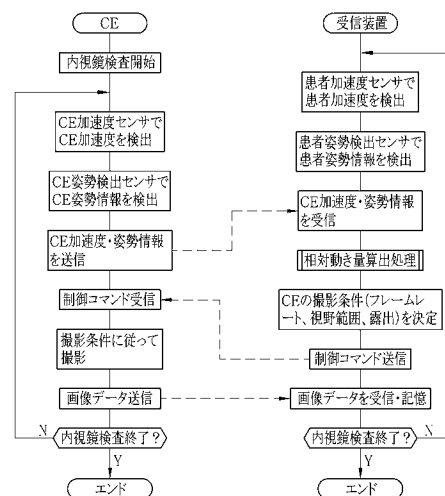 CE
内視鏡検査開始
CE加速度センサで
CE加速度を検出
CE姿勢検出センサで
CE姿勢情報を検出
CE加速度・姿勢情報
を送信
制御コマンド受信
撮影条件に従って
撮影
画像データ送信
N
内視鏡検査終了?
Y
エンド
受信装置
患者加速度センサで
患者加速度を検出
患者姿勢検出センサで
患者姿勢情報を検出
CE加速度・姿勢情報
を受信
相対動き量算出処理
CEの撮影条件(フレームレ
ート、視野範囲、露出)を決定
制御コマンド送信
画像データを受信・記憶
内視鏡検査終了?
N
Y
エンド